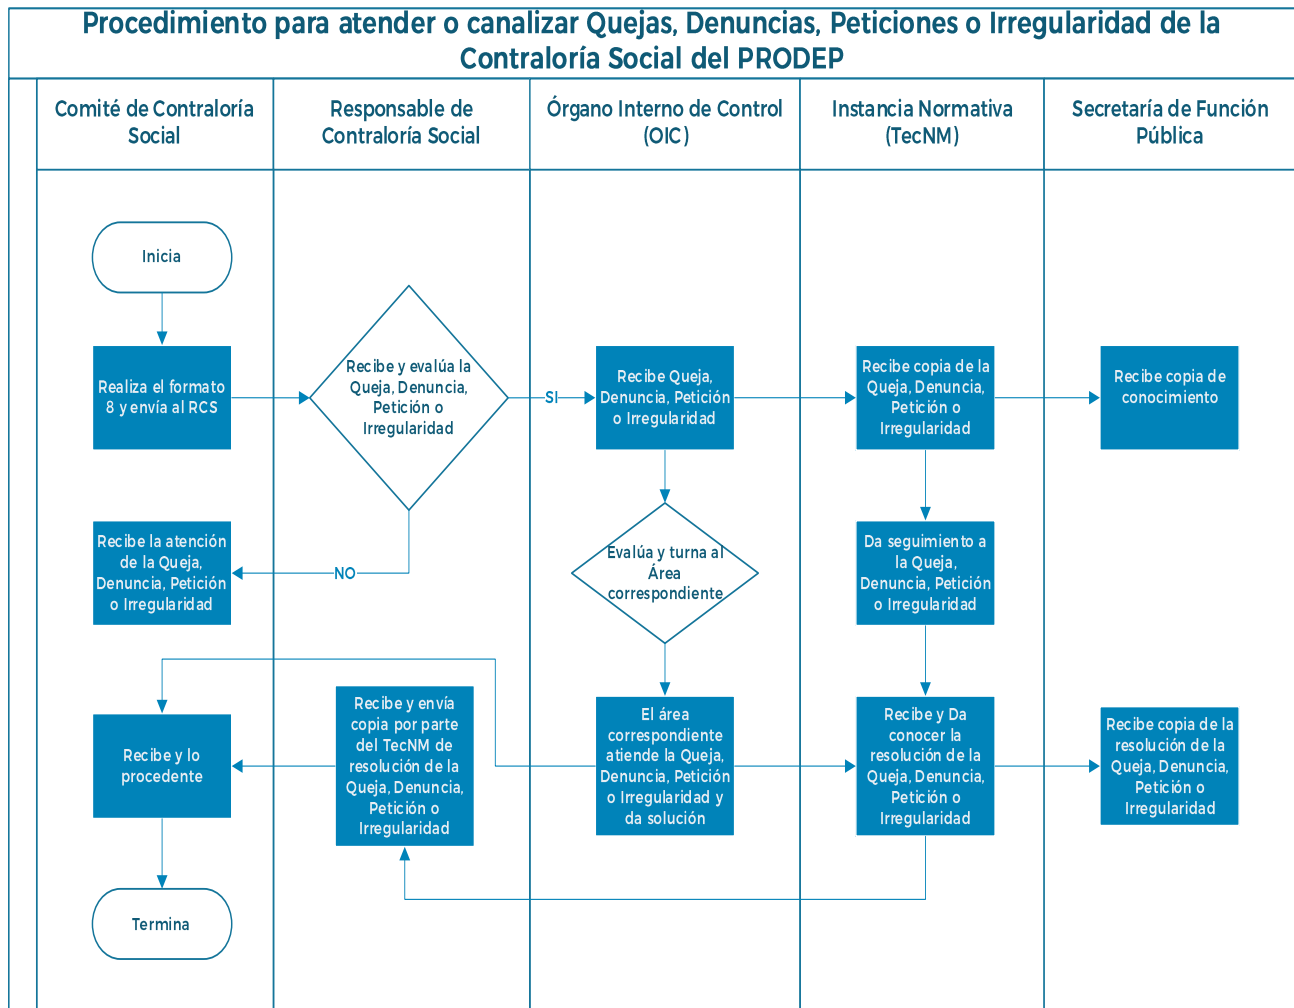 Procedimiento para atender o canalizar Quejas, Denuncias, Peticiones o Irregularidad de la
Contraloría Social del PRODEP
Comité de Contraloría
Social
Responsable de
Contraloría Social
Órgano Interno de Control
(OIC)
Instancia Normativa
(TecNM)
Secretaría de Función
Pública
Inicia
Realiza el formato
8 y envía al RCS
Recibe y evalúa la
Queja, Denuncia,
Petición o
Irregularidad
SI
Recibe Queja,
Denuncia, Petición
o Irregularidad
Recibe copia de la
Queja, Denuncia,
Petición o
Irregularidad
Recibe copia de
conocimiento
Recibe la atención
de la Queja,
Denuncia, Petición
o Irregularidad
NO
Evalúa y turna al
Área
correspondiente
Da seguimiento a
la Queja,
Denuncia, Petición
o Irregularidad
Recibe y lo
procedente
Recibe y envía
copia por parte
del TecNM de
resolución de la
Queja, Denuncia,
Petición o
Irregularidad
El área
correspondiente
atiende la Queja,
Denuncia, Petición
o Irregularidad y
da solución
Recibe y Da
conocer la
resolución de la
Queja, Denuncia,
Petición o
Irregularidad
Recibe copia de la
resolución de la
Queja, Denuncia,
Petición o
Irregularidad
Termina